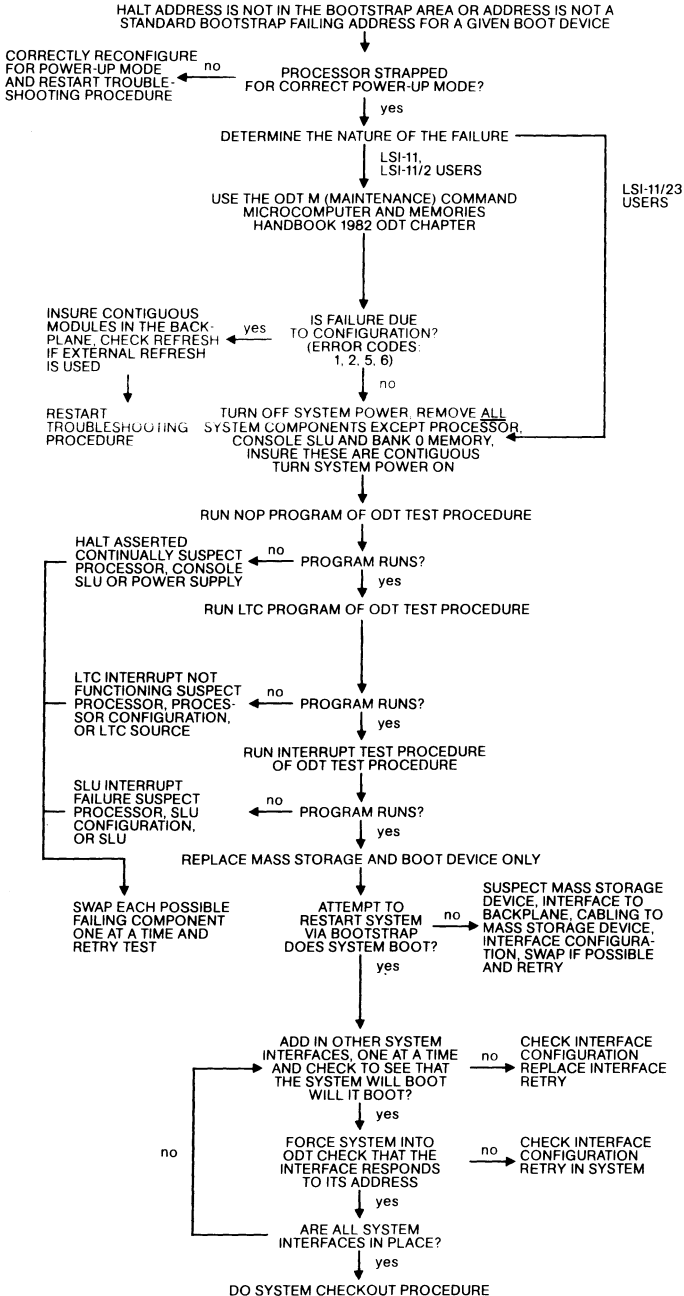 HALT ADDRESS IS NOT IN THE BOOTSTRAP AREA OR ADDRESS IS NOT A
STANDARD BOOTSTRAP FAILING ADDRESS FOR A GIVEN BOOT DEVICE
CORRECTLY RECONFIGURE
FOR POWER-UP MODE
AND RESTART TROUBLE-
SHOOTING PROCEDURE
no
PROCESSOR STRAPPED
FOR CORRECT POWER-UP MODE?
yes
DETERMINE THE NATURE OF THE FAILURE
LSI-11,
LSI-11/2 USERS
LSI-11/23
USERS
USE THE ODT M (MAINTENANCE) COMMAND
MICROCOMPUTER AND MEMORIES
HANDBOOK 1982 ODT CHAPTER
INSURE CONTIGUOUS
MODULES IN THE BACK-
PLANE, CHECK REFRESH
IF EXTERNAL REFRESH
IS USED
yes
IS FAILURE DUE
TO CONFIGURATION?
(ERROR CODES:
1, 2, 5, 6)
no
RESTART
TROUBLESHOOTING
PROCEDURE
TURN OFF SYSTEM POWER, REMOVE ALL
SYSTEM COMPONENTS EXCEPT PROCESSOR,
CONSOLE SLU AND BANK 0 MEMORY,
INSURE THESE ARE CONTIGUOUS
TURN SYSTEM POWER ON
RUN NOP PROGRAM OF ODT TEST PROCEDURE
HALT ASSERTED
CONTINUALLY SUSPECT
PROCESSOR, CONSOLE
SLU OR POWER SUPPLY
no
PROGRAM RUNS?
yes
RUN LTC PROGRAM OF ODT TEST PROCEDURE
LTC INTERRUPT NOT
FUNCTIONING SUSPECT
PROCESSOR, PROCES-
SOR CONFIGURATION,
OR LTC SOURCE
no
PROGRAM RUNS?
yes
RUN INTERRUPT TEST PROCEDURE
OF ODT TEST PROCEDURE
SLU INTERRUPT
FAILURE SUSPECT
PROCESSOR, SLU
CONFIGURATION,
OR SLU
no
PROGRAM RUNS?
yes
REPLACE MASS STORAGE AND BOOT DEVICE ONLY
SWAP EACH POSSIBLE
FAILING COMPONENT
ONE AT A TIME AND
RETRY TEST
ATTEMPT TO
RESTART SYSTEM
VIA BOOTSTRAP
DOES SYSTEM BOOT?
no
SUSPECT MASS STORAGE
DEVICE, INTERFACE TO
BACKPLANE, CABLING TO
MASS STORAGE DEVICE,
INTERFACE CONFIGURA-
TION, SWAP IF POSSIBLE
AND RETRY
yes
ADD IN OTHER SYSTEM
INTERFACES, ONE AT A TIME
AND CHECK TO SEE THAT
THE SYSTEM WILL BOOT
WILL IT BOOT?
no
CHECK INTERFACE
CONFIGURATION
REPLACE INTERFACE
RETRY
yes
no
FORCE SYSTEM INTO
ODT CHECK THAT THE
INTERFACE RESPONDS
TO ITS ADDRESS
no
CHECK INTERFACE
CONFIGURATION
RETRY IN SYSTEM
yes
ARE ALL SYSTEM
INTERFACES IN PLACE?
yes
DO SYSTEM CHECKOUT PROCEDURE